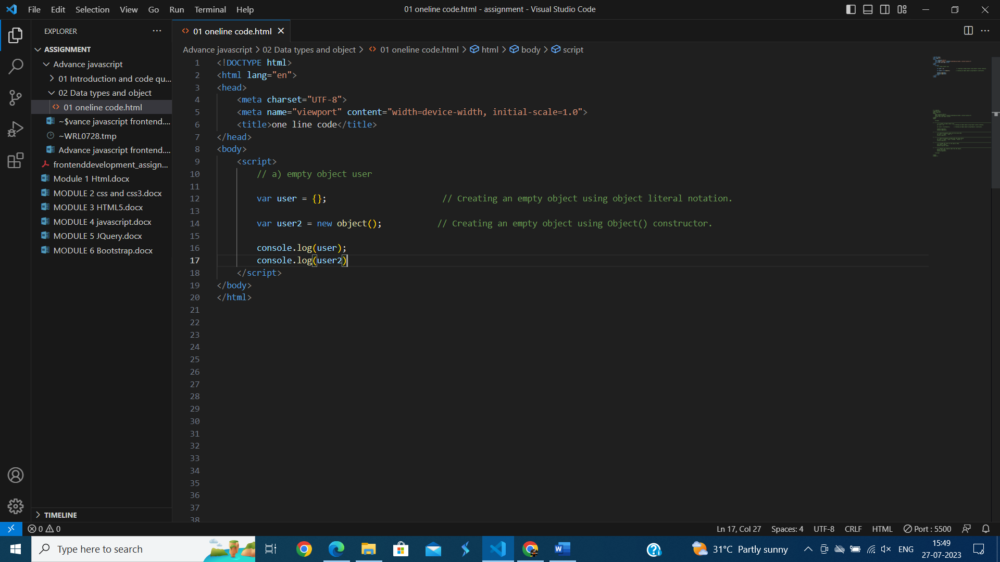 File Edit Selection View Go Run Terminal Help
01 oneline code.html - assignment - Visual Studio Code
EXPLORER
ASSIGNMENT
Advance javascript
01 Introduction and code qu...
02 Data types and object
01 oneline code.html
~$vance javascript frontend....
~WRL0728.tmp
Advance javascript frontend....
frontenddevelopment_assign...
Module 1 Html.docx
MODULE 2 css and css3.docx
MODULE 3 HTML5.docx
MODULE 4 javascript.docx
MODULE 5 JQuery.docx
MODULE 6 Bootstrap.docx
TIMELINE
01 oneline code.html
Advance javascript > 02 Data types and object > 01 oneline code.html > html > body > script
1 <!DOCTYPE html>
2 <html lang="en">
3 <head>
4 <meta charset="UTF-8">
5 <meta name="viewport" content="width=device-width, initial-scale=1.0">
6 <title>one line code</title>
7 </head>
8 <body>
9 <script>
10 // a) empty object user
11
12 var user = {}; // Creating an empty object using object literal notation.
13
14 var user2 = new object(); // Creating an empty object using Object() constructor.
15
16 console.log(user);
17 console.log(user2)
18 </script>
19 </body>
20 </html>
21
22
23
24
25
26
27
28
29
30
31
32
33
34
35
36
37
38
0 0
Ln 17, Col 27 Spaces: 4 UTF-8 CRLF HTML Port : 5500
Type here to search
31°C Partly sunny
ENG
15:49
27-07-2023